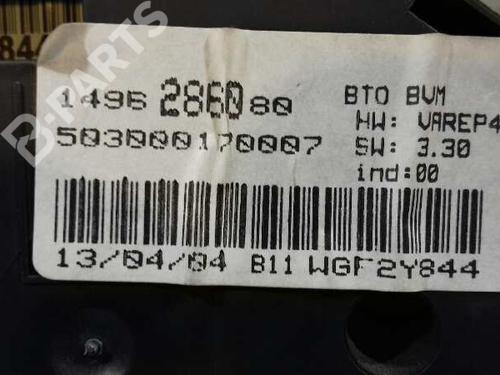 844
B-PARTS
1496 2860 80
BTO BVM
HW: VAREP4
503000170007
SW: 3.30
ind:00
13/04/04 B11 WGF2Y844